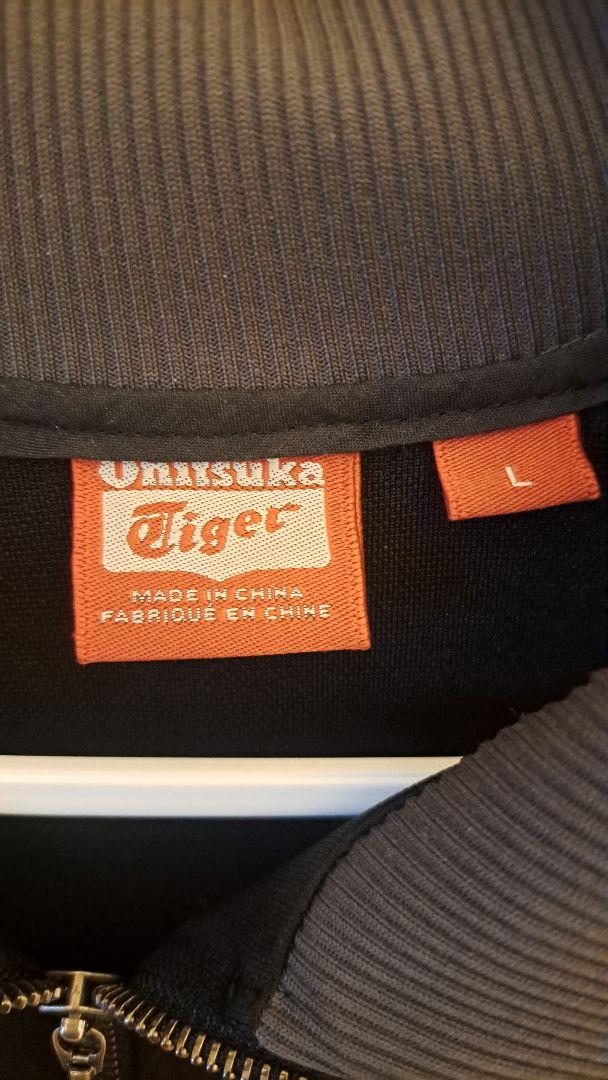 Onitsuka
Tiger
MADE IN CHINA
FABRIQUÉ EN CHINE
L